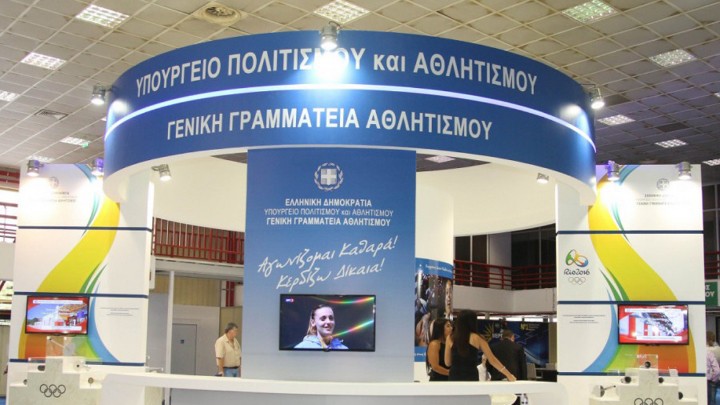 ΥΠΟΥΡΓΕΙΟ ΠΟΛΙΤΙΣΜΟΥ και ΑΘΛΗΤΙΣΜΟΥ
ΓΕΝΙΚΗ ΓΡΑΜΜΑΤΕΙΑ ΑΘΛΗΤΙΣΜΟΥ
ΕΛΛΗΝΙΚΗ ΔΗΜΟΚΡΑΤΙΑ
ΥΠΟΥΡΓΕΙΟ ΠΟΛΙΤΙΣΜΟΥ και ΑΘΛΗΤΙΣΜΟΥ
ΓΕΝΙΚΗ ΓΡΑΜΜΑΤΕΙΑ ΑΘΛΗΤΙΣΜΟΥ
Αγωνίζομαι Καθαρά!
Κερδίζω Δίκαια!
Rio2016